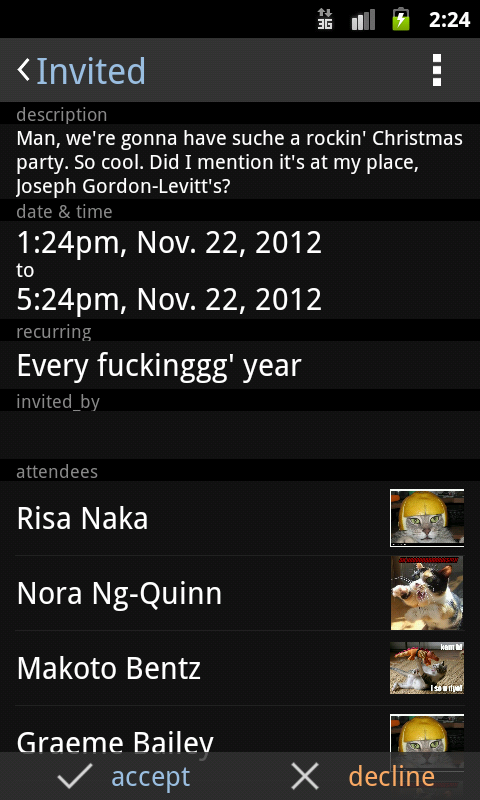 3G 2:24
Invited
description
Man, we're gonna have suche a rockin' Christmas
party. So cool. Did I mention it's at my place,
Joseph Gordon-Levitt's?
date & time
1:24pm, Nov. 22, 2012
to
5:24pm, Nov. 22, 2012
recurring
Every fuckinggg' year
invited_by
attendees
Risa Naka
Nora Ng-Quinn
Makoto Bentz
Graeme Bailey
accept decline